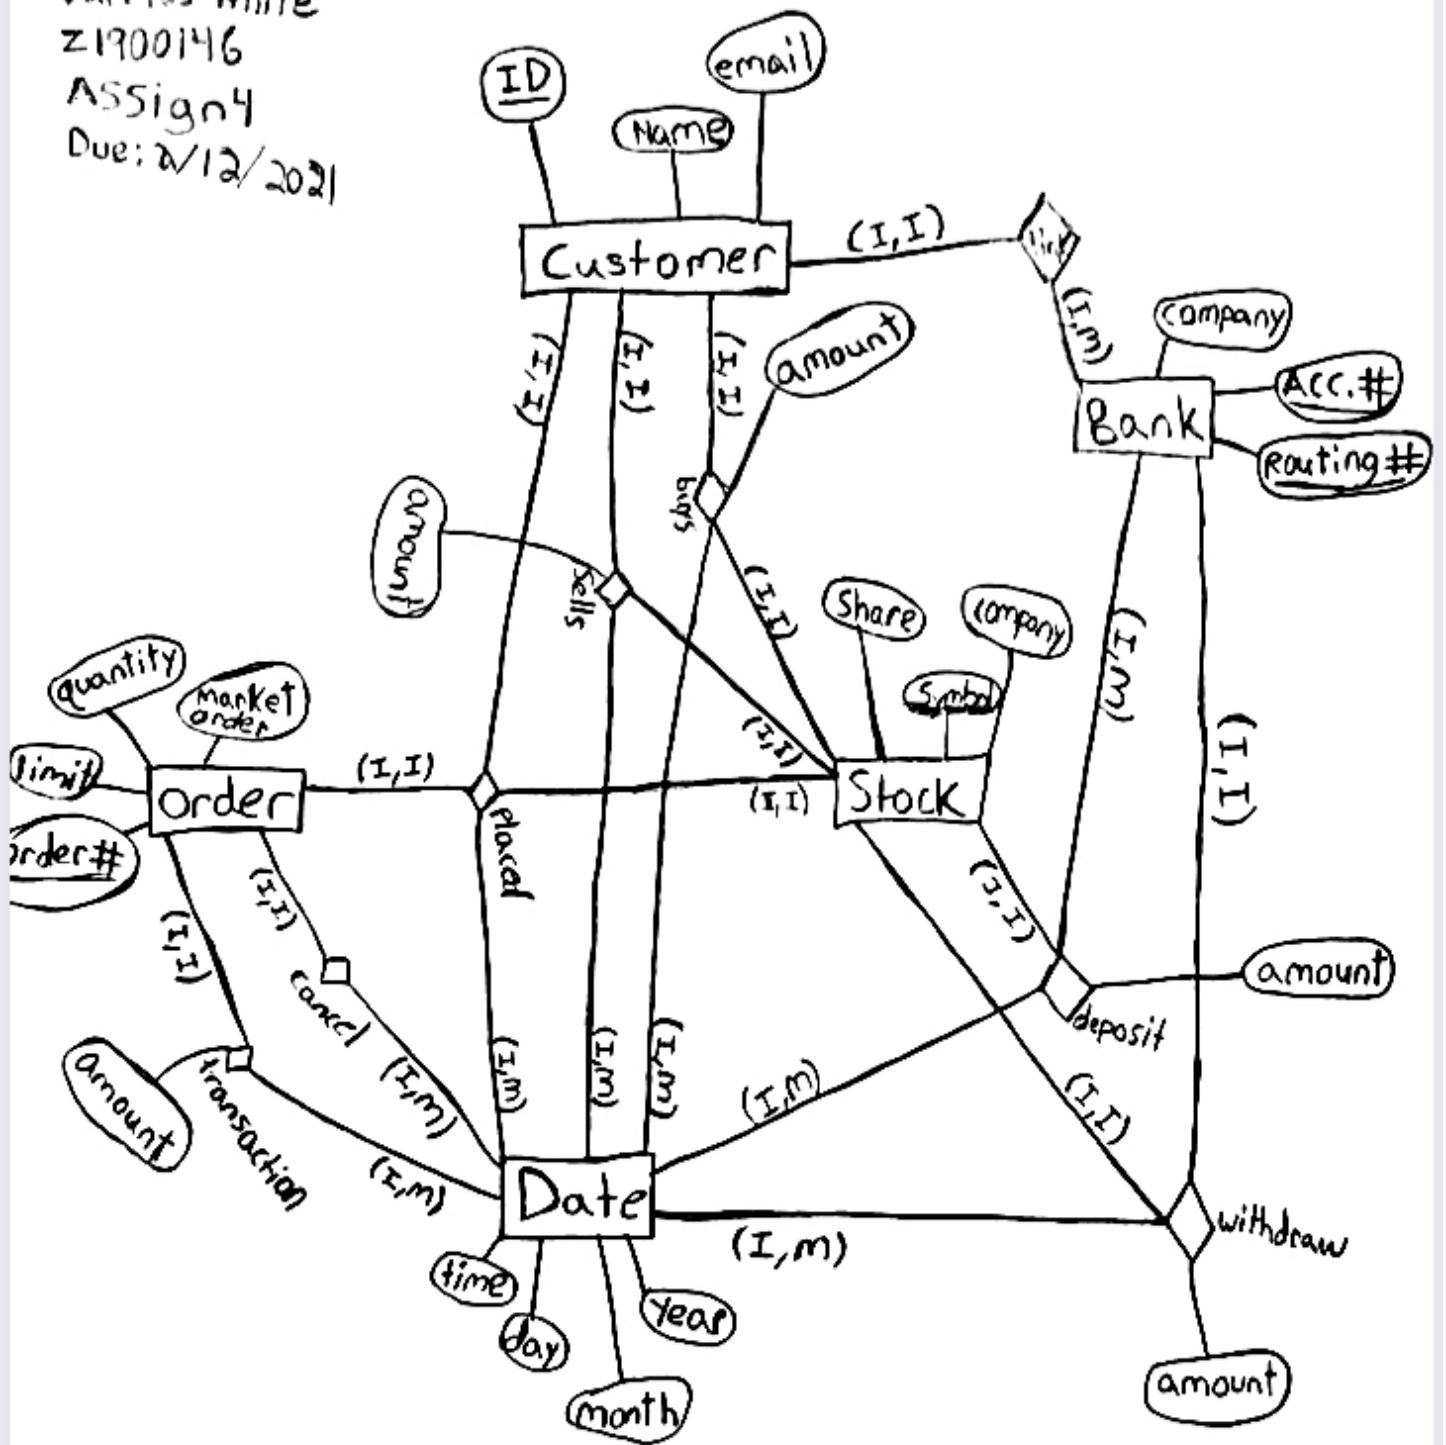 White
Z1900146
ASSign4
Due: 2/12/2021
ID
Name
email
Customer
(I,I)
link
(I,m)
company
Acc.#
Routing#
Bank
(I,I)
(I,I)
(I,I)
amount
buys
amount
sells
(I,I)
Share
company
Symbol
(I,m)
(I,I)
quantity
market
order
limit
order#
order
(I,I)
placed
(I,I)
(I,I)
Stock
(I,I)
(I,I)
cancel
(I,m)
(I,I)
amount
deposit
amount
transaction
(I,m)
(I,m)
(I,m)
(I,m)
(I,m)
(I,I)
Date
(I,m)
withdraw
time
day
month
year
amount